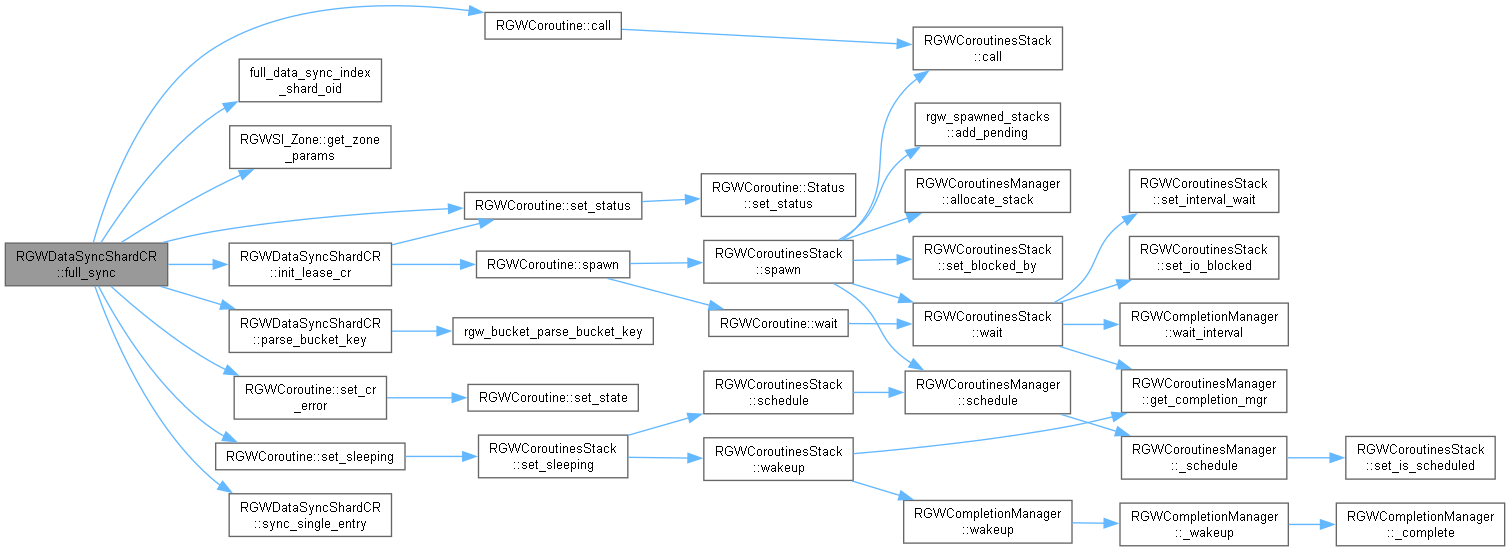 RGWDataSyncShardCR
::full_sync
RGWCoroutine::call
full_data_sync_index
_shard_oid
RGWSI_Zone::get_zone
_params
RGWCoroutine::set_status
RGWDataSyncShardCR
::init_lease_cr
RGWDataSyncShardCR
::parse_bucket_key
RGWCoroutine::set_cr
_error
RGWCoroutine::set_sleeping
RGWDataSyncShardCR
::sync_single_entry
RGWCoroutine::spawn
rgw_bucket_parse_bucket_key
RGWCoroutine::set_state
RGWCoroutinesStack
::set_sleeping
RGWCoroutine::Status
::set_status
RGWCoroutinesStack
::spawn
RGWCoroutine::wait
RGWCoroutinesStack
::schedule
RGWCoroutinesStack
::wakeup
RGWCoroutinesStack
::call
rgw_spawned_stacks
::add_pending
RGWCoroutinesManager
::allocate_stack
RGWCoroutinesStack
::set_blocked_by
RGWCoroutinesStack
::wait
RGWCoroutinesManager
::schedule
RGWCompletionManager
::wakeup
RGWCoroutinesStack
::set_interval_wait
RGWCoroutinesStack
::set_io_blocked
RGWCompletionManager
::wait_interval
RGWCoroutinesManager
::get_completion_mgr
RGWCoroutinesManager
::_schedule
RGWCompletionManager
::_wakeup
RGWCoroutinesStack
::set_is_scheduled
RGWCompletionManager
::_complete